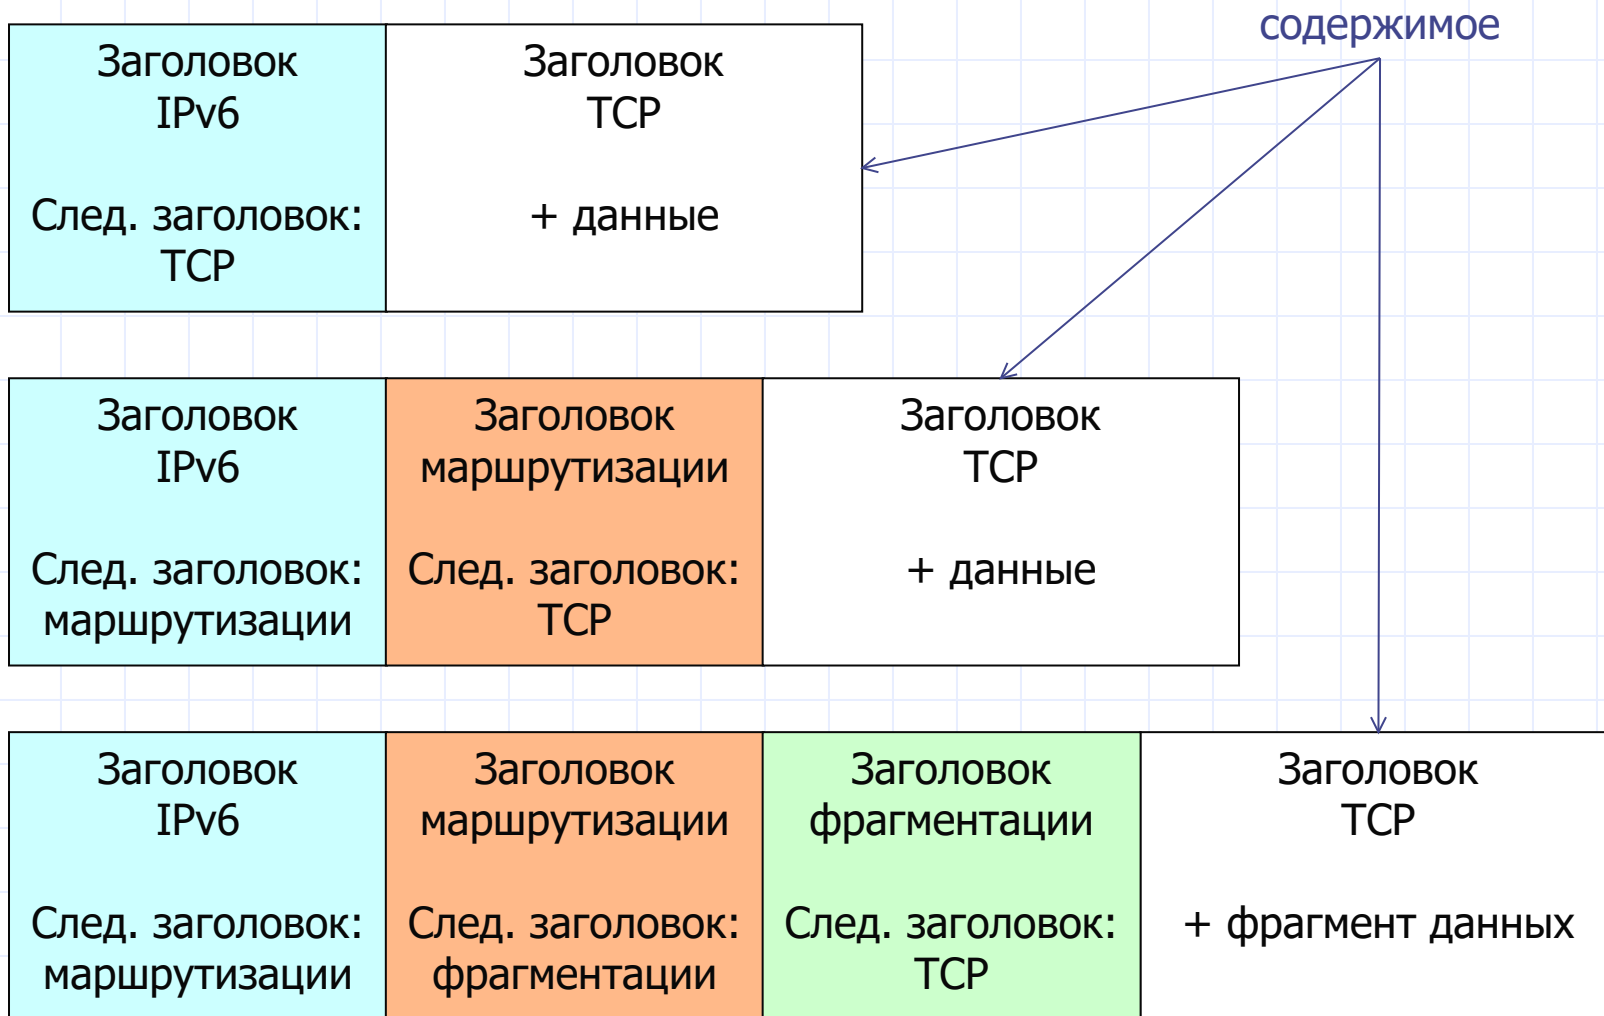 содержимое
Заголовок
IPv6
След. заголовок:
TCP
Заголовок
TCP
+ данные
Заголовок
IPv6
След. заголовок:
маршрутизации
Заголовок
маршрутизации
След. заголовок:
TCP
Заголовок
TCP
+ данные
Заголовок
IPv6
След. заголовок:
маршрутизации
Заголовок
маршрутизации
След. заголовок:
фрагментации
Заголовок
фрагментации
След. заголовок:
TCP
Заголовок
TCP
+ фрагмент данных